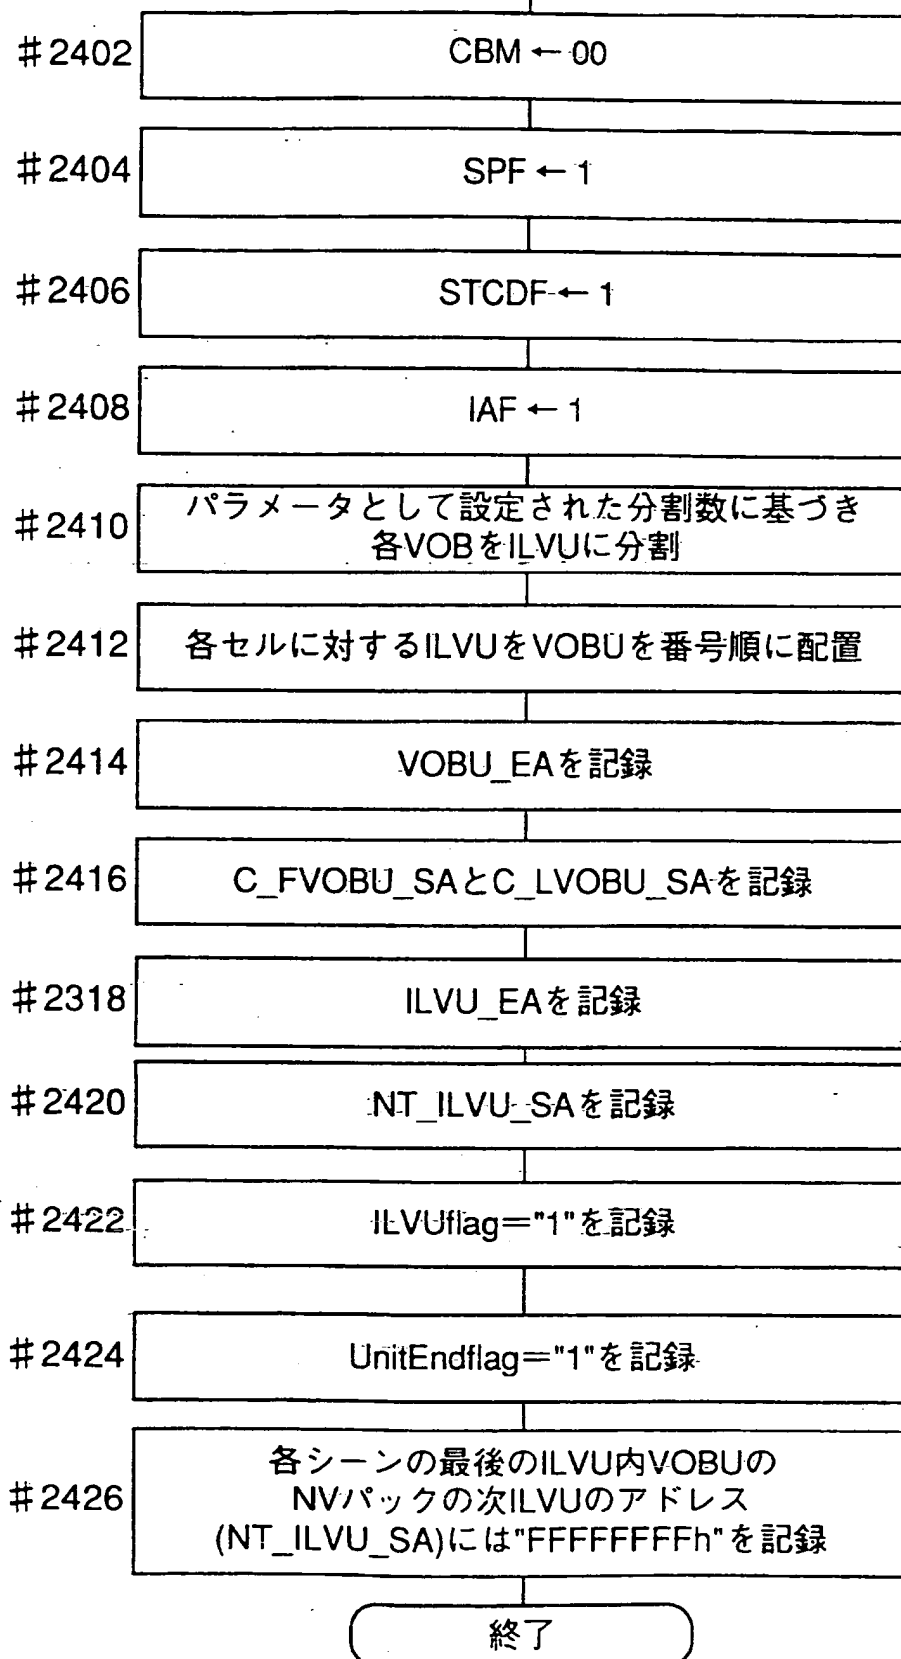 #2402 CBM ← 00
#2404 SPF ← 1
#2406 STCDF ← 1
#2408 IAF ← 1
#2410 パラメータとして設定された分割数に基づき
各VOBをILVUに分割
#2412 各セルに対するILVUをVOBUを番号順に配置
#2414 VOBU_EAを記録
#2416 C_FVOBU_SAとC_LVOBU_SAを記録
#2318 ILVU_EAを記録
#2420 NT_ILVU_SAを記録
#2422 ILVUflag="1"を記録
#2424 UnitEndflag="1"を記録
#2426 各シーンの最後のILVU内VOBUの
NVパックの次ILVUのアドレス
(NT_ILVU_SA)には"FFFFFFFFh"を記録
終了